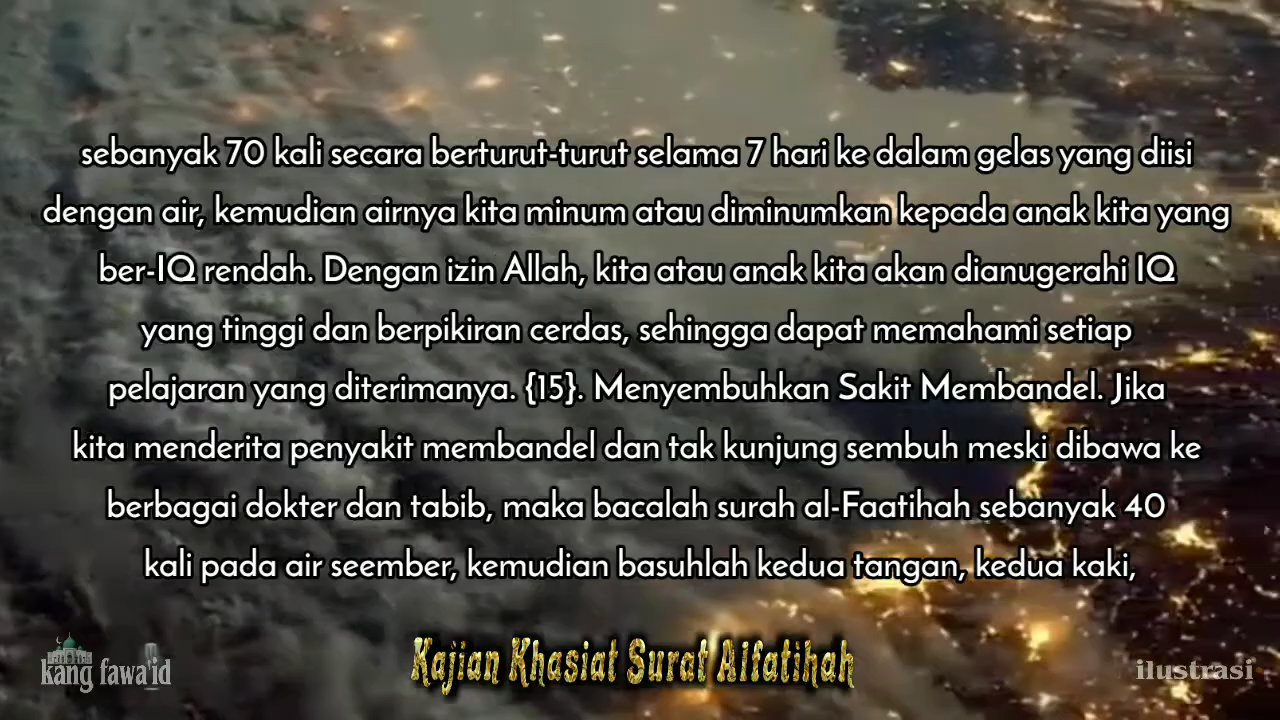 sebanyak 70 kali secara berturut-turut selama 7 hari ke dalam gelas yang diisi
dengan air, kemudian airnya kita minum atau diminumkan kepada anak kita yang
ber-IQ rendah. Dengan izin Allah, kita atau anak kita akan dianugerahi IQ
yang tinggi dan berpikiran cerdas, sehingga dapat memahami setiap
pelajaran yang diterimanya. {15}. Menyembuhkan Sakit Membandel. Jika
kita menderita penyakit membandel dan tak kunjung sembuh meski dibawa ke
berbagai dokter dan tabib, maka bacalah surah al-Faatihah sebanyak 40
kali pada air seember, kemudian basuhlah kedua tangan, kedua kaki,
kang fawa'id
Kajian Khasiat Surat Alfatihah
ilustrasi